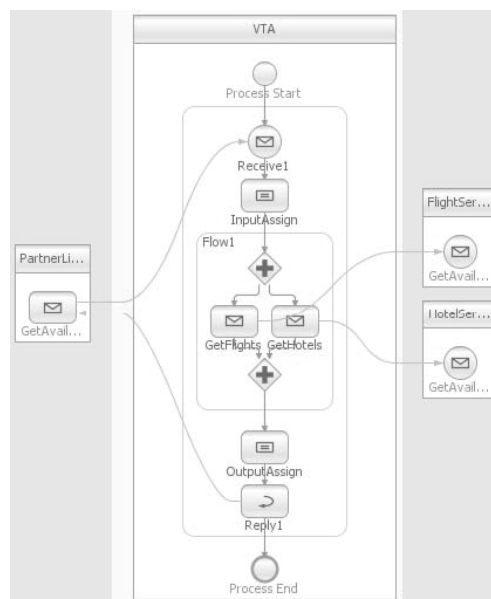 VTA
Process Start
Receive1
InputAssign
FlightSer...
Flow1
PartnerLi...
GetAvail...
HotelSer...
GetAvail...
GetFlights GetHotels
GetAvail...
OutputAssign
Reply1
Process End